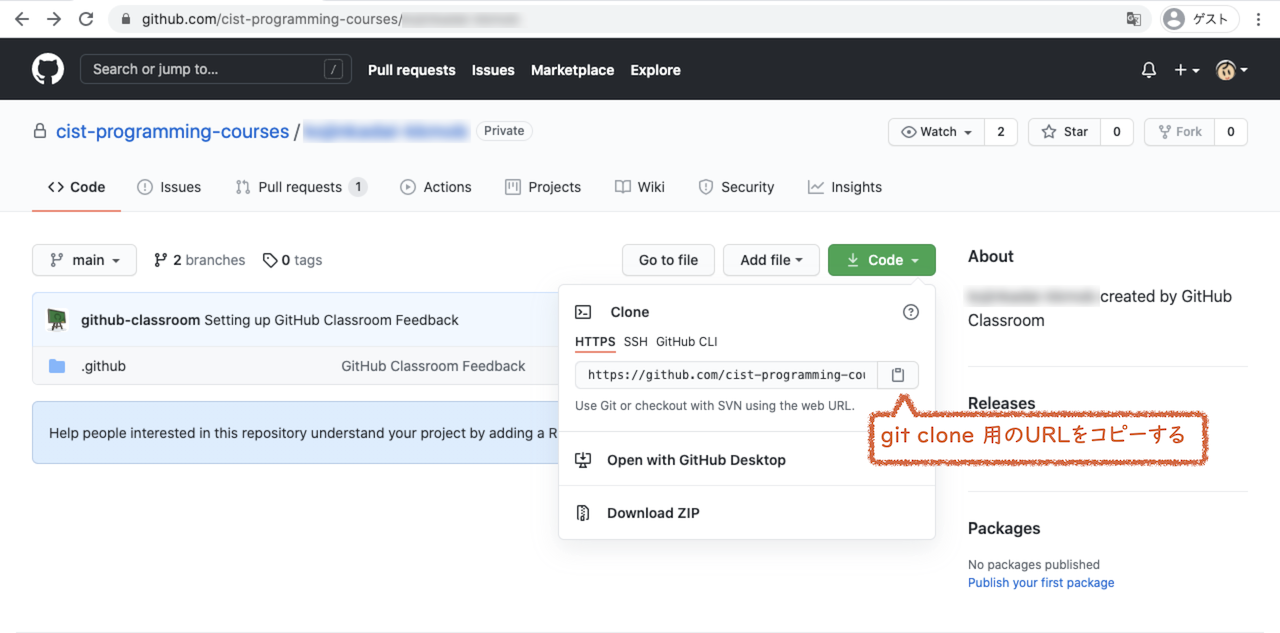 github.com/cist-programming-courses/
ゲスト
Search or jump to... /
Pull requests Issues Marketplace Explore
cist-programming-courses / Private
Watch 2 Star 0 Fork 0
Code Issues Pull requests 1 Actions Projects Wiki Security Insights
main 2 branches 0 tags Go to file Add file Code
github-classroom Setting up GitHub Classroom Feedback
.github GitHub Classroom Feedback
Help people interested in this repository understand your project by adding a R
Clone
HTTPS SSH GitHub CLI
https://github.com/cist-programming-cou
Use Git or checkout with SVN using the web URL.
git clone 用のURLをコピーする
Open with GitHub Desktop
Download ZIP
About
created by GitHub
Classroom
Releases
Packages
No packages published
Publish your first package